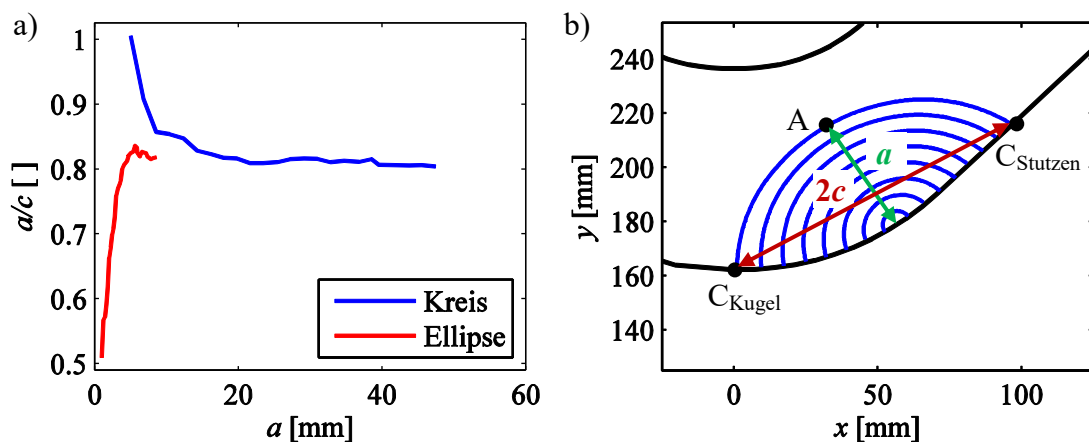 a)
1
0.9
0.8
0.7
0.6
0.5
a/c [ ]
0
20
40
60
a [mm]
Kreis
Ellipse
b)
240
220
200
180
160
140
y [mm]
0
50
100
x [mm]
A
a
2c
C_Stutzen
C_Kugel